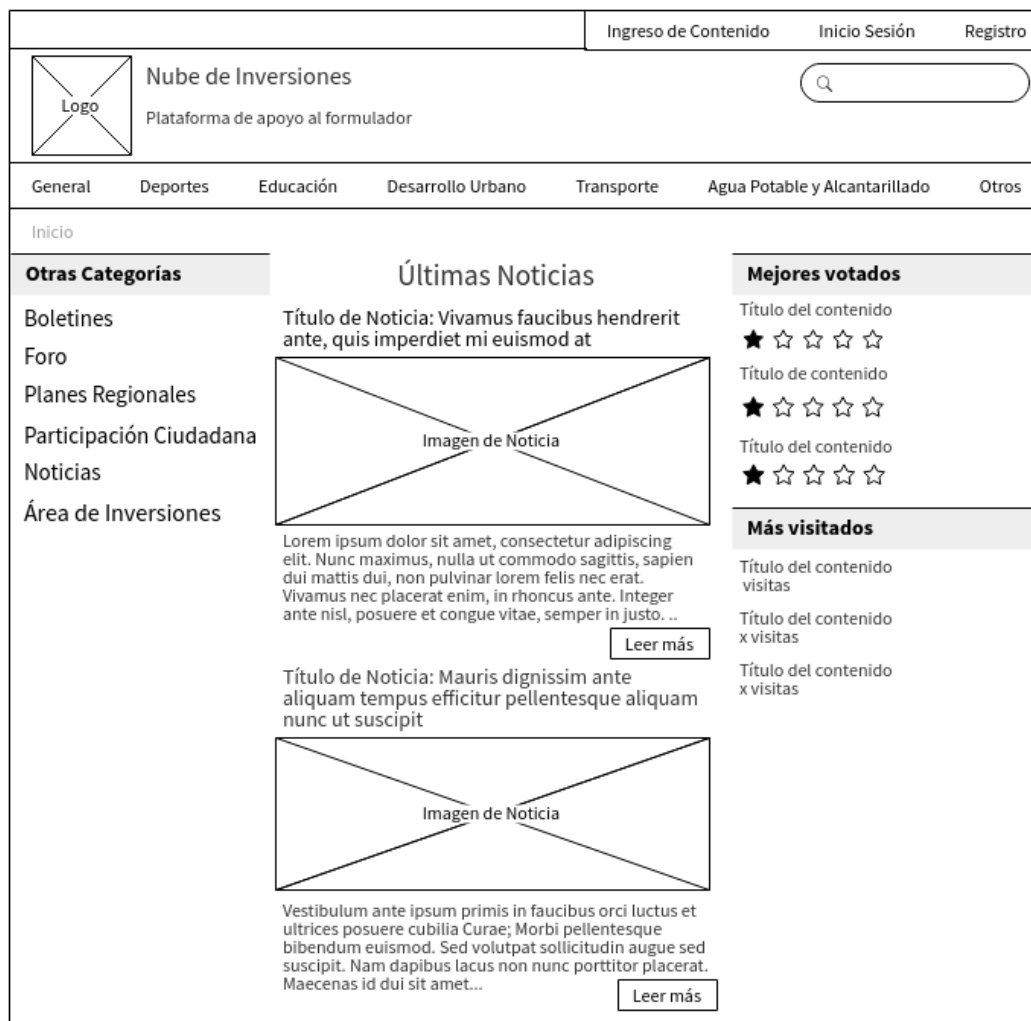 Ingreso de Contenido Inicio Sesión Registro
Logo
Nube de Inversiones
Plataforma de apoyo al formulador
General Deportes Educación Desarrollo Urbano Transporte Agua Potable y Alcantarillado Otros
Inicio
Otras Categorías
Boletines
Foro
Planes Regionales
Participación Ciudadana
Noticias
Área de Inversiones
Últimas Noticias
Título de Noticia: Vivamus faucibus hendrerit
ante, quis imperdiet mi euismod at
Imagen de Noticia
Lorem ipsum dolor sit amet, consectetur adipiscing
elit. Nunc maximus, nulla ut commodo sagittis, sapien
dui mattis dui, non pulvinar lorem felis nec erat.
Vivamus nec placerat enim, in rhoncus ante. Integer
ante nisl, posuere et congue vitae, semper in justo. ..
Leer más
Título de Noticia: Mauris dignissim ante
aliquam tempus efficitur pellentesque aliquam
nunc ut suscipit
Imagen de Noticia
Vestibulum ante ipsum primis in faucibus orci luctus et
ultrices posuere cubilia Curae; Morbi pellentesque
bibendum euismod. Sed volutpat sollicitudin augue sed
suscipit. Nam dapibus lacus non nunc porttitor placerat.
Maecenas id dui sit amet...
Leer más
Mejores votados
Título del contenido
Título de contenido
Título del contenido
Más visitados
Título del contenido
visitas
Título del contenido
x visitas
Título del contenido
x visitas